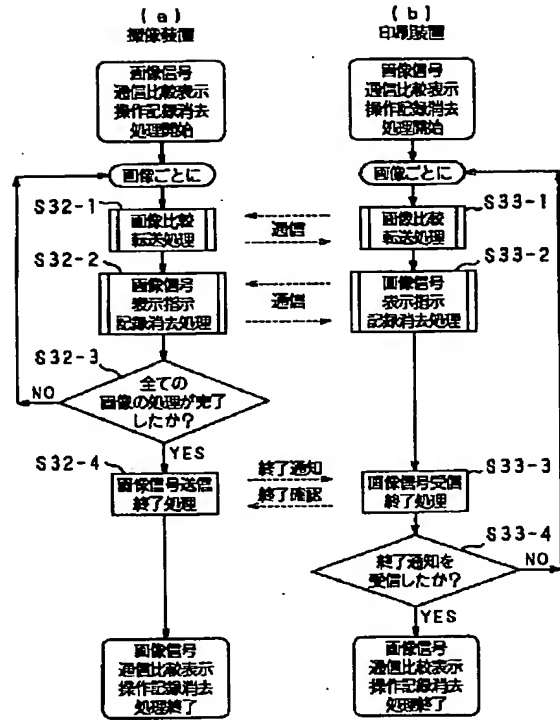 (a)
撮像装置
画像信号
通信比較表示
操作記録消去
処理開始
画像ごとに
S32-1
画像比較
転送処理
S32-2
画像信号
表示指示
記録消去処理
S32-3
全ての
画像の処理が完了
したか?
NO
YES
S32-4
画像信号送信
終了処理
画像信号
通信比較表示
操作記録消去
処理終了
通信
通信
終了通知
終了確認
(b)
印刷装置
画像信号
通信比較表示
操作記録消去
処理開始
画像ごとに
S33-1
画像比較
転送処理
S33-2
画像信号
表示指示
記録消去処理
S33-3
画像信号受信
終了処理
S33-4
終了通知を
受信したか?
NO
YES
画像信号
通信比較表示
操作記録消去
処理終了